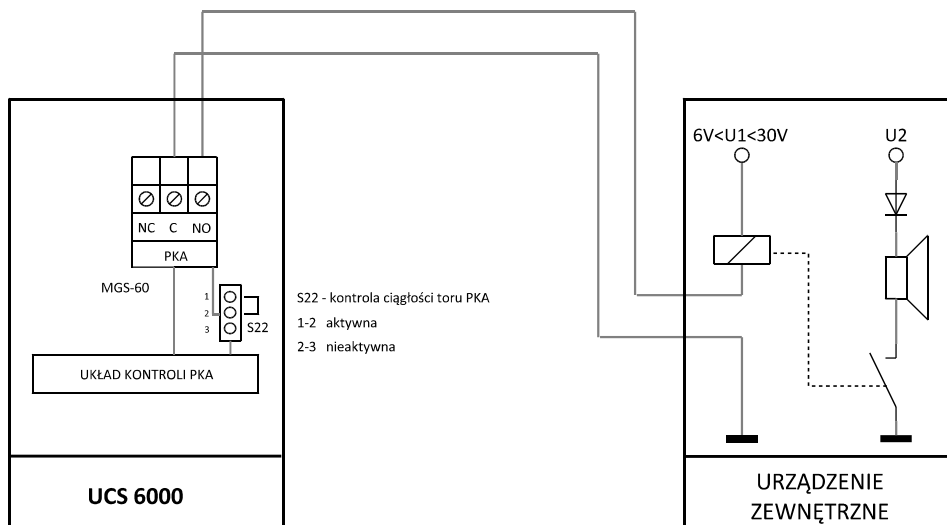 6V<U1<30V
U2
NC C NO
PKA
MGS-60
1
2
3
S22
S22 - kontrola ciągłości toru PKA
1-2 aktywna
2-3 nieaktywna
UKŁAD KONTROLI PKA
UCS 6000
URZĄDZENIE
ZEWNĘTRZNE